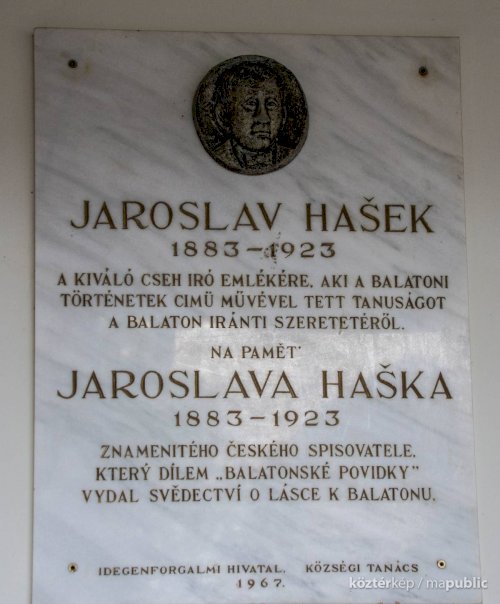 JAROSLAV HAŠEK
1883-1923
A KIVÁLÓ CSEH IRÓ EMLÉKÉRE, AKI A BALATONI
TÖRTÉNETEK CIMÜ MŰVÉVEL TETT TANUSÁGOT
A BALATON IRÁNTI SZERETETÉRŐL.
NA PAMĚŤ
JAROSLAVA HAŠKA
1883-1923
ZNAMENITÉHO ČESKÉHO SPISOVATELE,
KTERÝ DÍLEM „BALATONSKÉ POVIDKY”
VYDAL SVĚDECTVÍ O LÁSCE K BALATONU.
IDEGENFORGALMI HIVATAL, KÖZSÉGI TANÁCS
1967.
köztérkép / mapublic